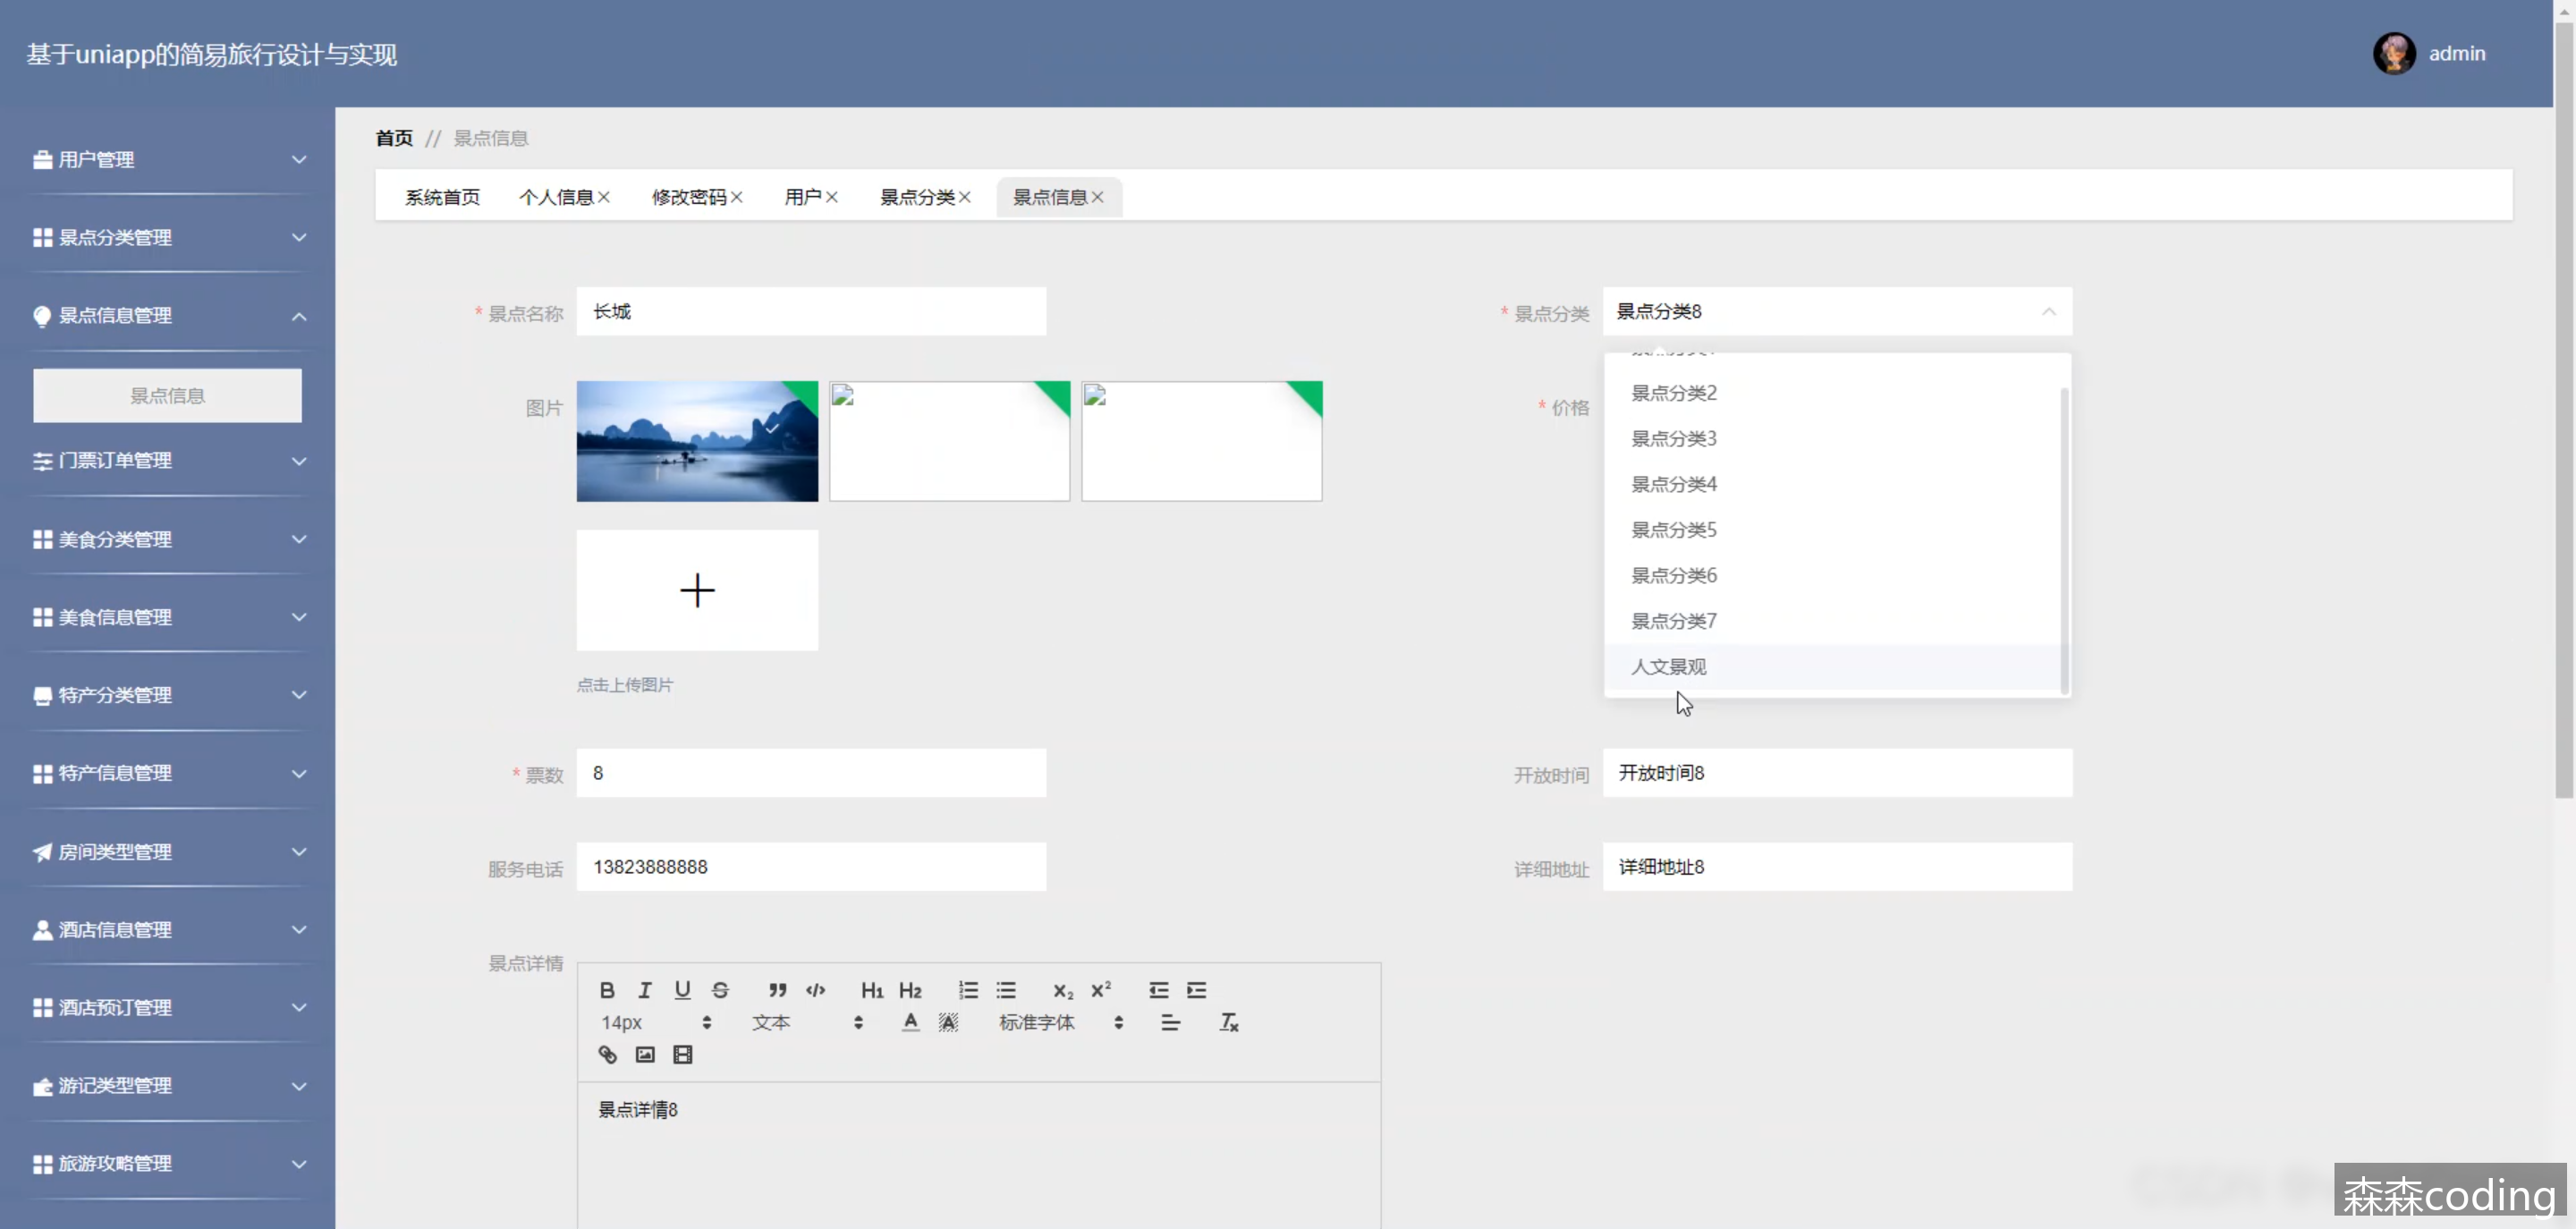 基于uniapp的简易旅行设计与实现
admin
用户管理
景点分类管理
景点信息管理
景点信息
门票订单管理
美食分类管理
美食信息管理
特产分类管理
特产信息管理
房间类型管理
酒店信息管理
酒店预订管理
游记类型管理
旅游攻略管理
首页 // 景点信息
系统首页 个人信息 修改密码 用户 景点分类 景点信息
* 景点名称 长城
* 景点分类 景点分类8
图片
* 价格
景点分类2
景点分类3
景点分类4
景点分类5
景点分类6
景点分类7
人文景观
点击上传图片
* 票数 8
开放时间 开放时间8
服务电话 13823888888
详细地址 详细地址8
景点详情
14px 文本 标准字体
景点详情8
森森coding